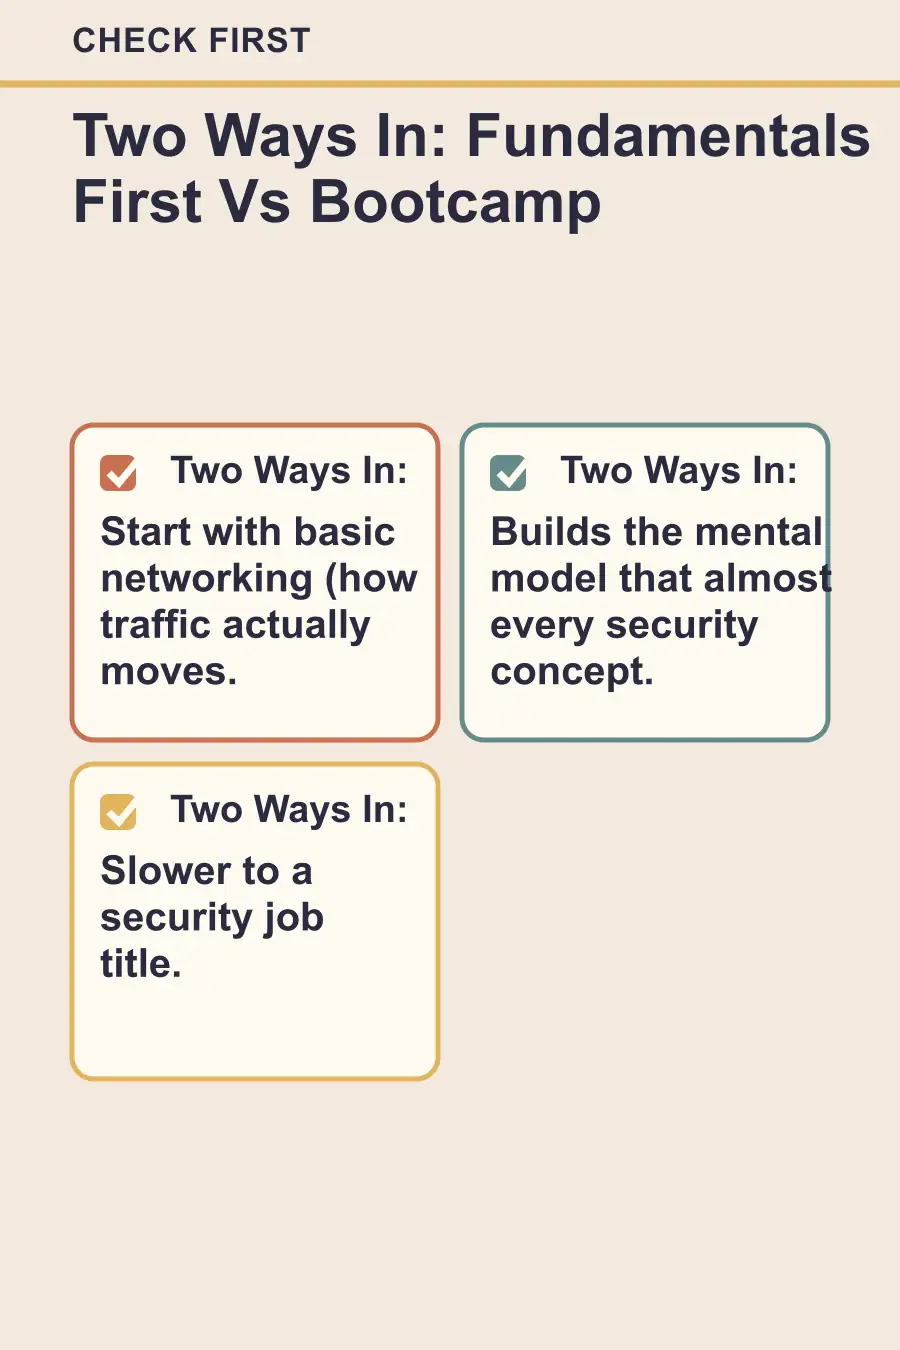 CHECK FIRST
Two Ways In: Fundamentals
First Vs Bootcamp
Two Ways In:
Start with basic
networking (how
traffic actually
moves.
Two Ways In:
Builds the mental
model that almost
every security
concept.
Two Ways In:
Slower to a
security job
title.